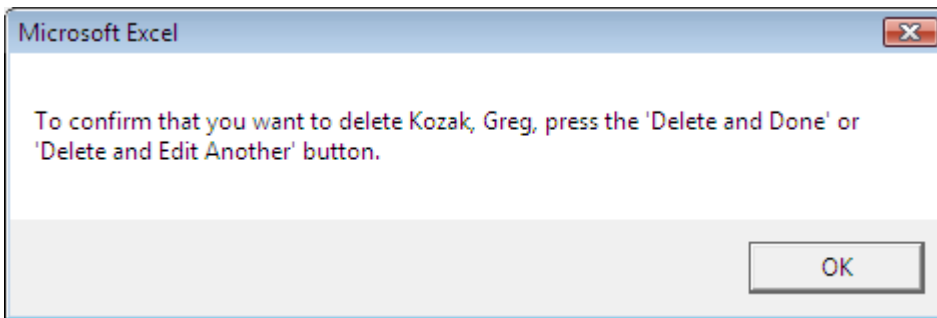 Microsoft Excel
To confirm that you want to delete Kozak, Greg, press the 'Delete and Done' or
'Delete and Edit Another' button.
OK